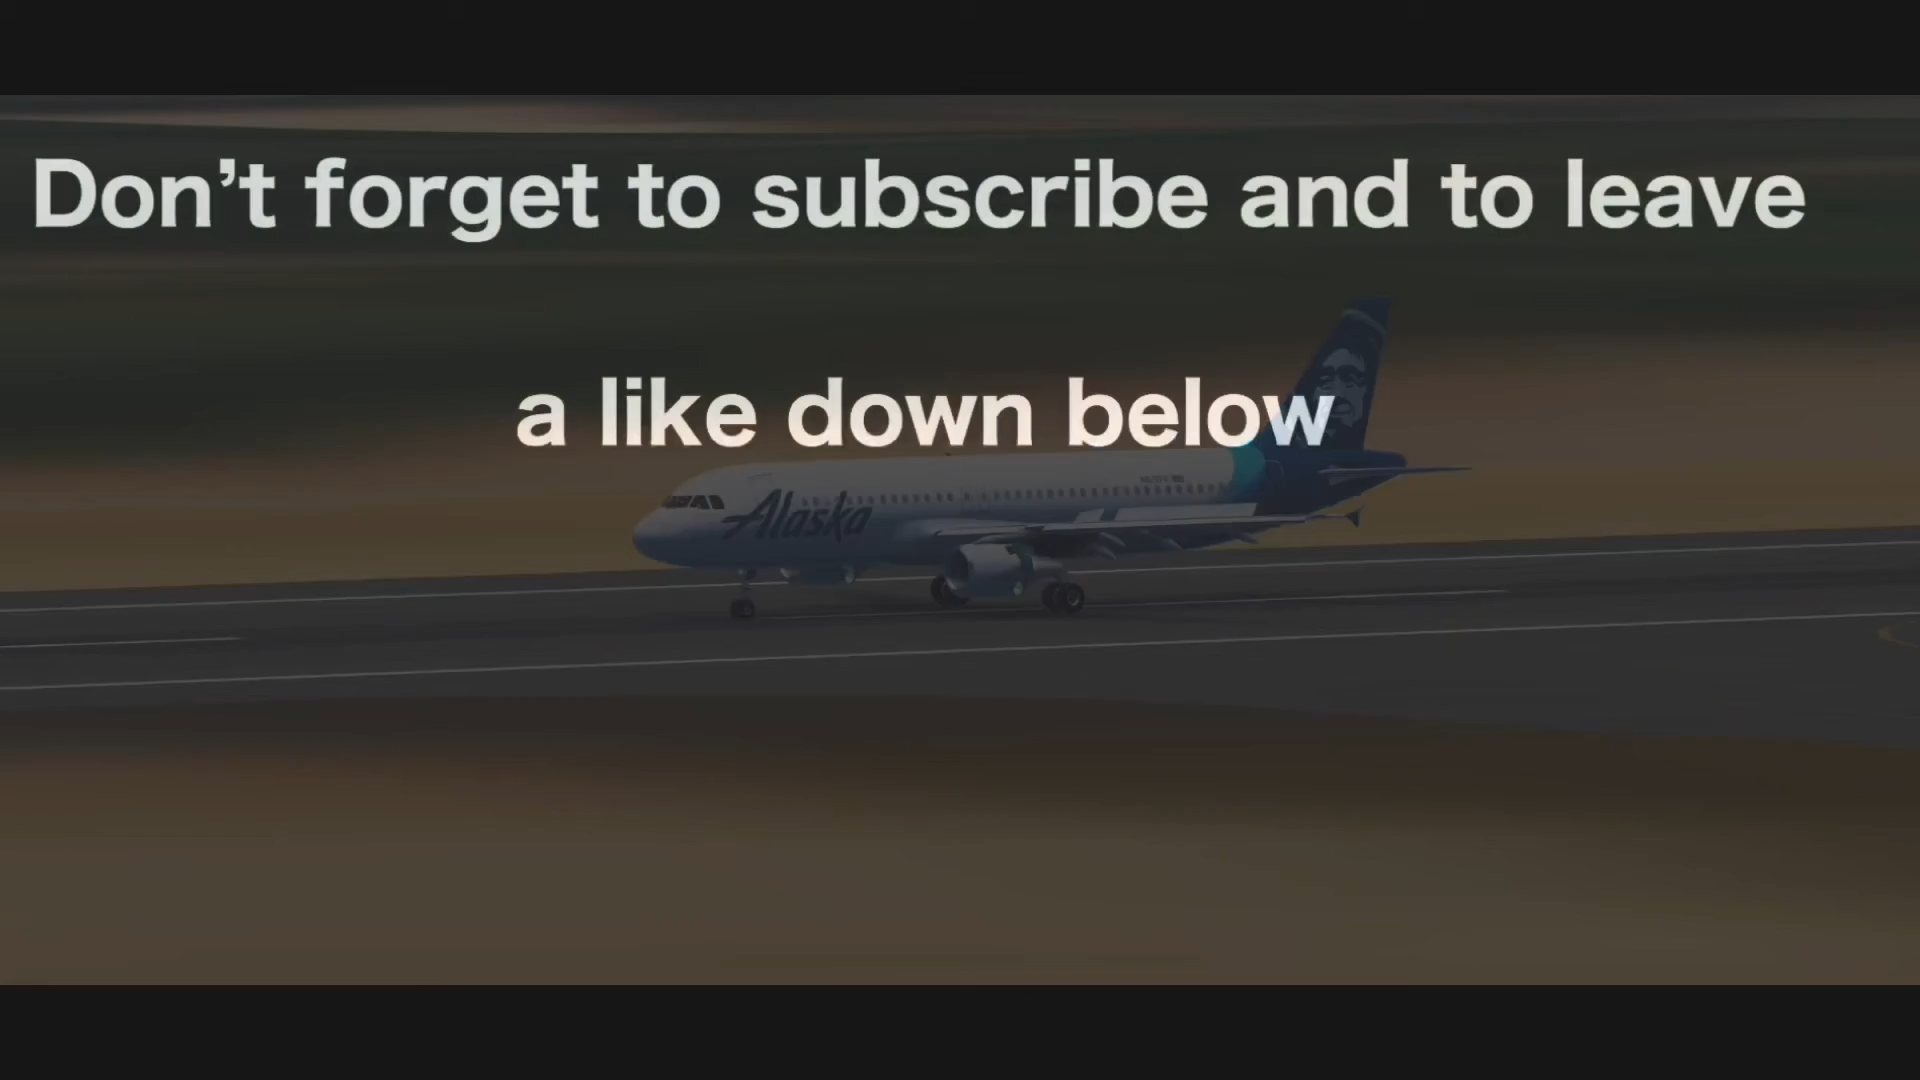 Don’t forget to subscribe and to leave
a like down below
Alaska